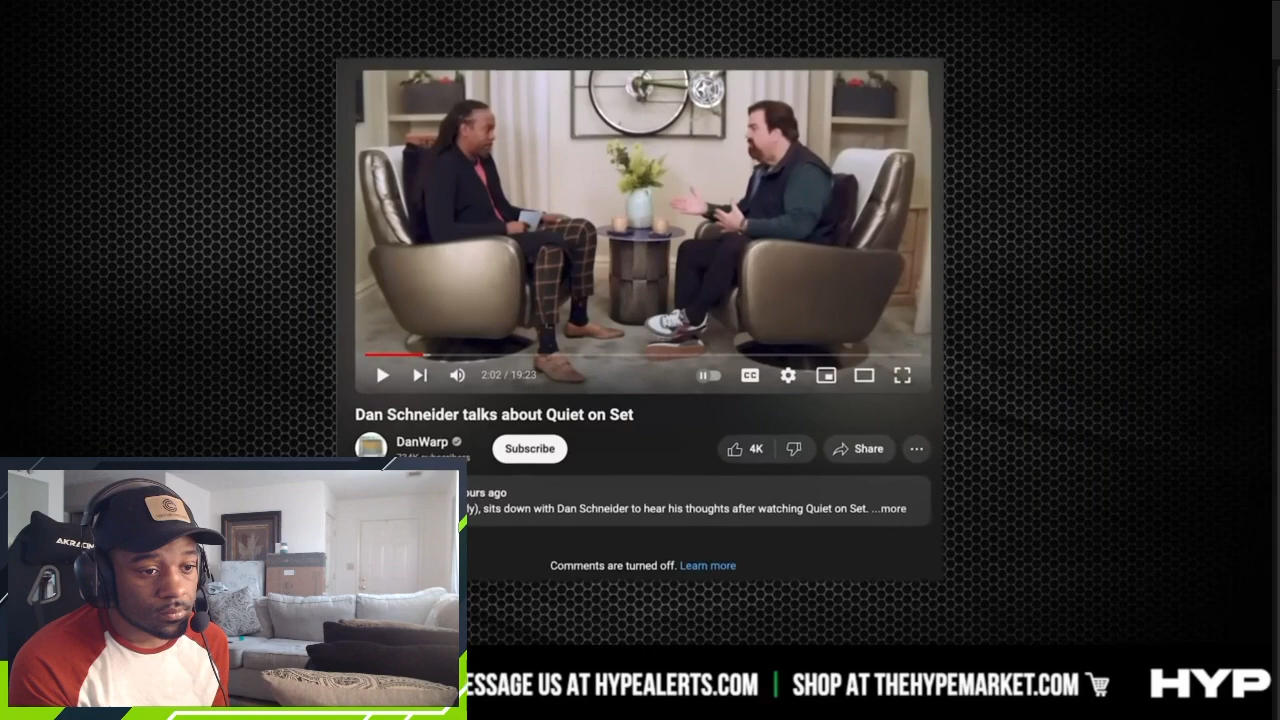 2:02 / 19:23
CC
Dan Schneider talks about Quiet on Set
DanWarp
Subscribe
4K
Share
ours ago
ly), sits down with Dan Schneider to hear his thoughts after watching Quiet on Set. ...more
Comments are turned off. Learn more
AKRACIN
ESSAGE US AT HYPEALERTS.COM | SHOP AT THEHYPEMARKET.COM
HYP